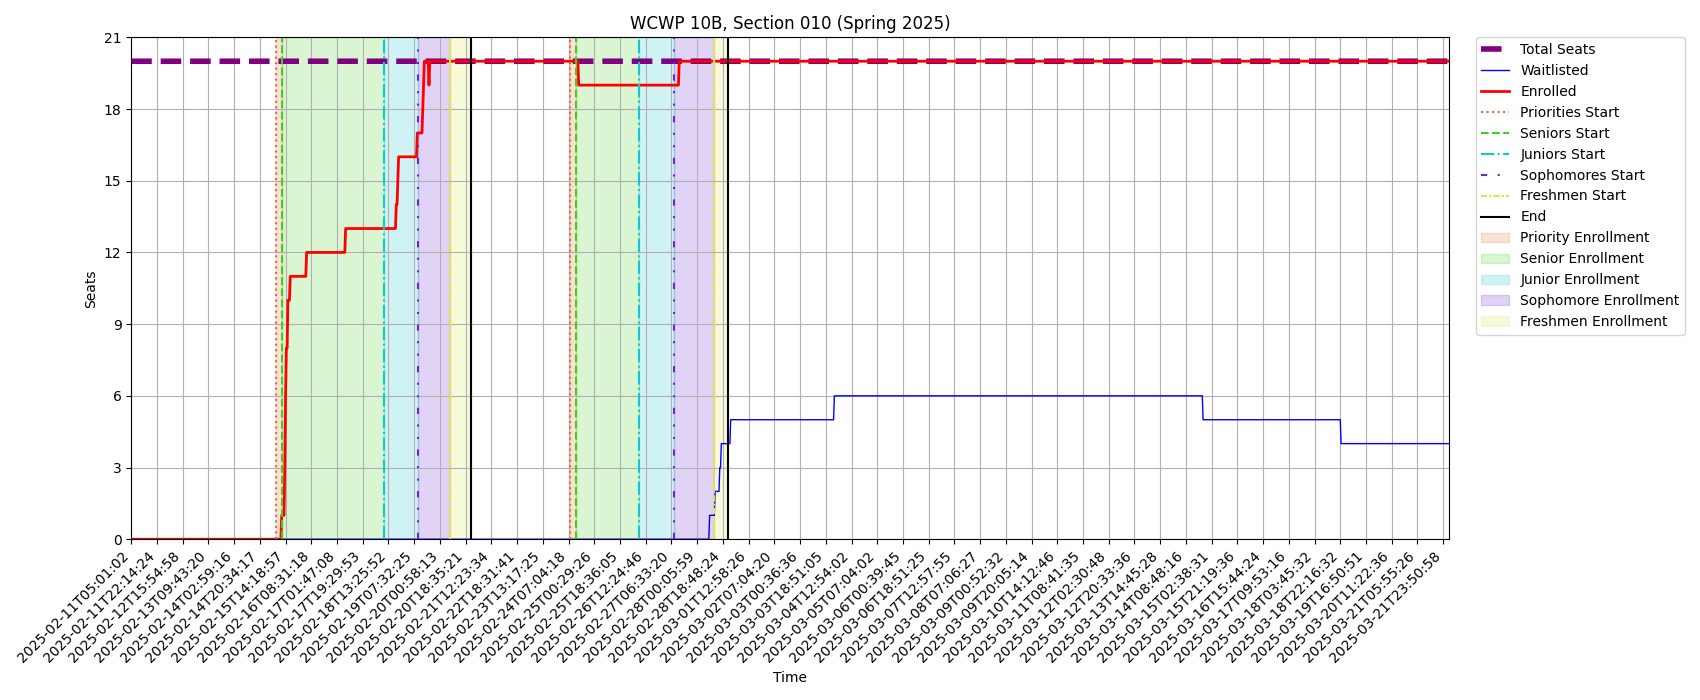 WCWP 10B, Section 010 (Spring 2025)
21
18
15
12
9
6
3
0
Seats
2025-02-11T05:01:02
2025-02-11T22:14:24
2025-02-12T15:54:58
2025-02-13T09:43:20
2025-02-14T02:59:16
2025-02-14T20:34:17
2025-02-15T14:18:57
2025-02-16T08:31:18
2025-02-17T01:47:08
2025-02-17T19:29:53
2025-02-18T13:25:52
2025-02-19T07:32:25
2025-02-20T00:58:13
2025-02-20T18:35:21
2025-02-21T12:23:34
2025-02-22T18:31:41
2025-02-23T13:17:25
2025-02-24T07:04:18
2025-02-25T00:29:26
2025-02-25T18:36:05
2025-02-26T12:24:46
2025-02-27T06:33:20
2025-02-28T00:05:59
2025-02-28T18:48:24
2025-03-01T12:58:26
2025-03-02T07:04:20
2025-03-03T00:36:36
2025-03-03T18:51:05
2025-03-04T12:54:02
2025-03-05T07:04:02
2025-03-06T00:39:45
2025-03-06T18:51:25
2025-03-07T12:57:55
2025-03-08T07:06:27
2025-03-09T00:52:32
2025-03-09T20:05:14
2025-03-10T14:12:46
2025-03-11T08:41:35
2025-03-12T02:30:48
2025-03-12T20:33:36
2025-03-13T14:45:28
2025-03-14T08:48:16
2025-03-15T02:38:31
2025-03-15T21:19:36
2025-03-16T15:44:24
2025-03-17T09:53:16
2025-03-18T03:45:32
2025-03-18T22:16:32
2025-03-19T16:50:51
2025-03-20T11:22:36
2025-03-21T05:55:26
2025-03-21T23:50:58
Time
Total Seats
Waitlisted
Enrolled
Priorities Start
Seniors Start
Juniors Start
Sophomores Start
Freshmen Start
End
Priority Enrollment
Senior Enrollment
Junior Enrollment
Sophomore Enrollment
Freshmen Enrollment